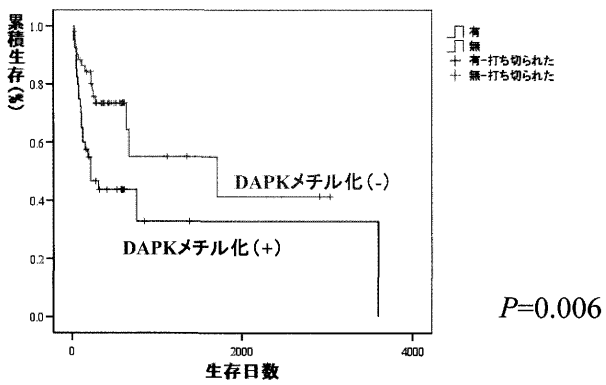 累積生存(%)
1.0
0.8
0.6
0.4
0.2
0.0
0
2000
4000
生存日数
DAPKメチル化(-)
DAPKメチル化(+)
有
無
有-打ち切られた
無-打ち切られた
P=0.006